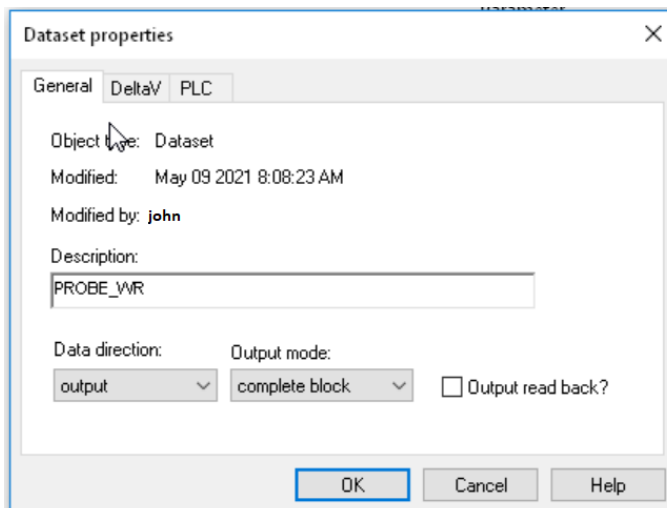 Dataset properties
General DeltaV PLC
Object Dataset
Modified: May 09 2021 8:08:23 AM
Modified by: john
Description:
PROBE_WR
Data direction: Output mode:
output complete block Output read back?
OK Cancel Help